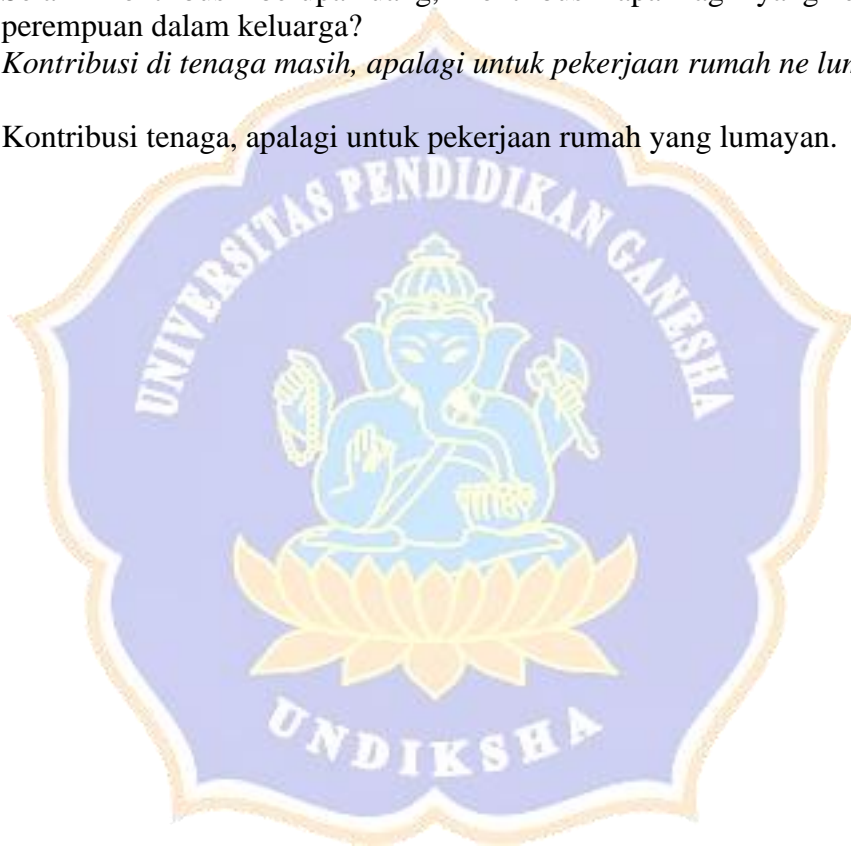 perempuan dalam keluarga?
Kontribusi di tenaga masih, apalagi untuk pekerjaan rumah ne
Kontribusi tenaga, apalagi untuk pekerjaan rumah yang lumayan.
UNIVERSITAS PENDIDIKAN GANESHA
UNDIKSHA